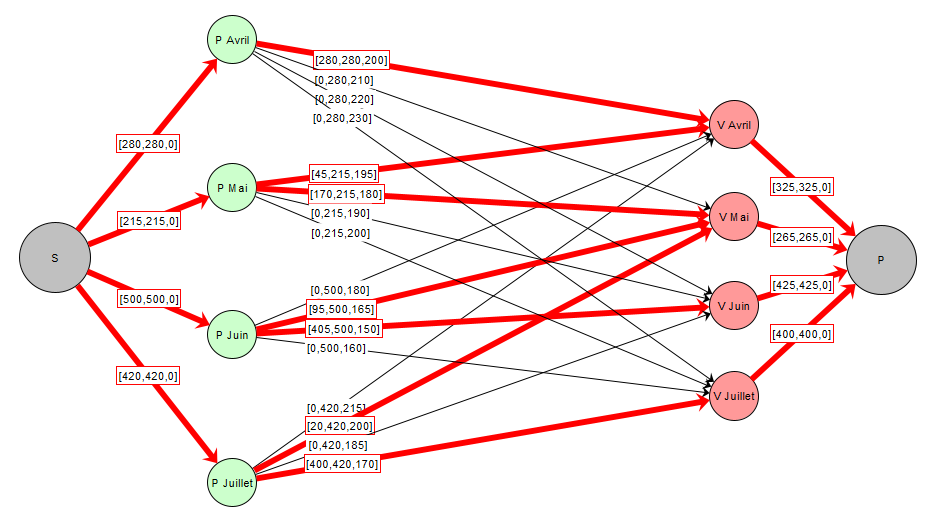 P Avril
[280,280,200]
[0,280,210]
[0,280,220]
[0,280,230]
V Avril
[280,280,0]
[45,215,195]
P Mai
[170,215,180]
[325,325,0]
[0,215,190]
[215,215,0]
V Mai
[0,215,200]
[265,265,0]
S
P
[0,500,180]
[425,425,0]
[500,500,0]
[95,500,165]
V Juin
[405,500,150]
P Juin
[400,400,0]
[0,500,160]
[420,420,0]
V Juillet
[0,420,215]
[20,420,200]
[0,420,185]
[400,420,170]
P Juillet